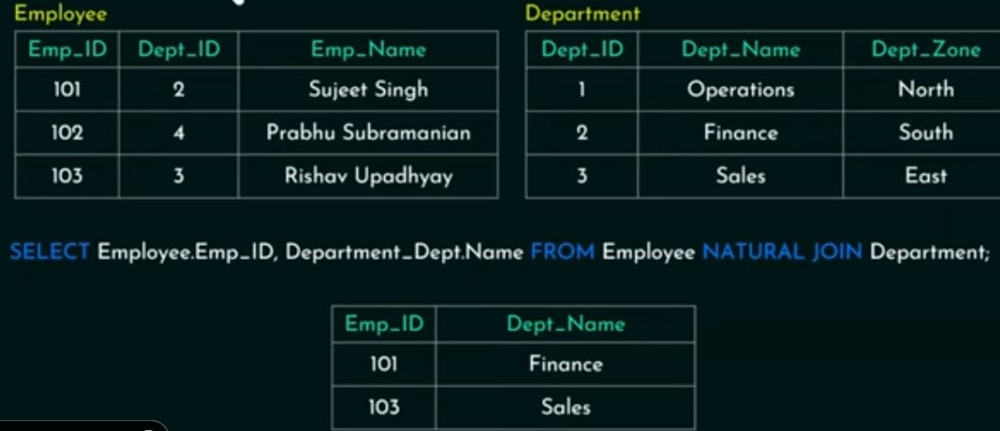 Employee
Department
Emp_ID Dept_ID Emp_Name
Dept_ID Dept_Name Dept_Zone
101 2 Sujeet Singh
1 Operations North
102 4 Prabhu Subramanian
2 Finance South
103 3 Rishav Upadhyay
3 Sales East
SELECT Employee.Emp_ID, Department_Dept.Name FROM Employee NATURAL JOIN Department;
Emp_ID Dept_Name
101 Finance
103 Sales